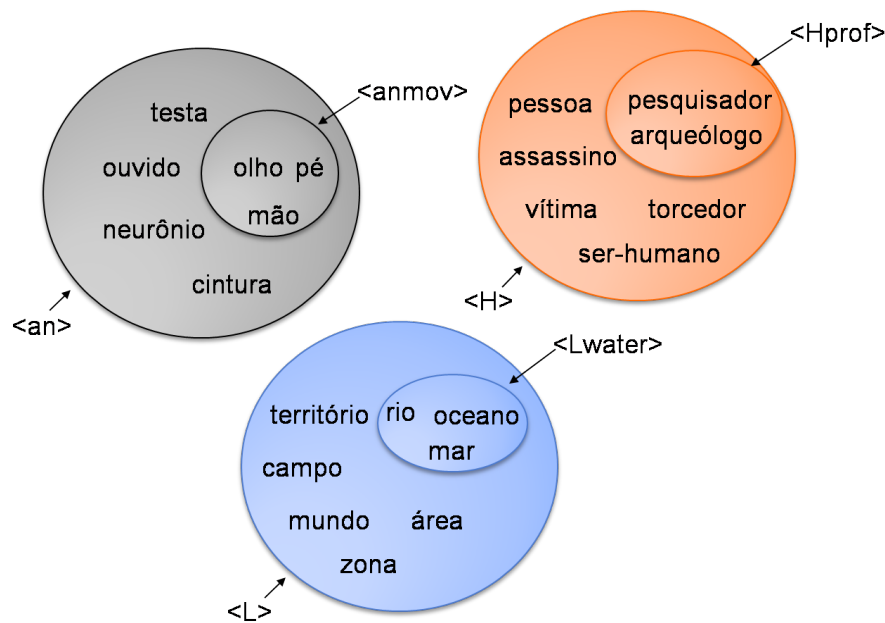 <Hprof>
<anmov>
testa
ouvido
olho pé
mão
neurônio
cintura
<an>
pessoa
pesquisador
arqueólogo
assassino
vítima
torcedor
ser-humano
<H>
<Lwater>
território
rio
oceano
mar
campo
mundo
área
zona
<L>